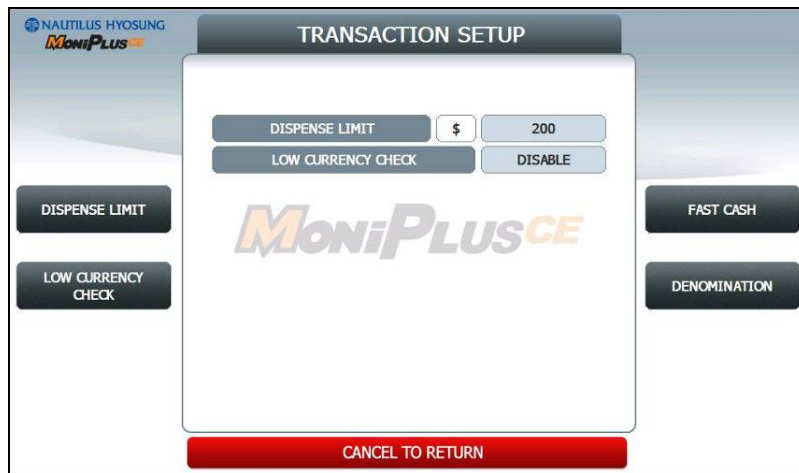 NAUTILUS HYOSUNG
MONiPLUSCE
TRANSACTION SETUP
DISPENSE LIMIT $ 200
LOW CURRENCY CHECK DISABLE
DISPENSE LIMIT
FAST CASH
MONiPLUSCE
LOW CURRENCY
CHECK
DENOMINATION
CANCEL TO RETURN